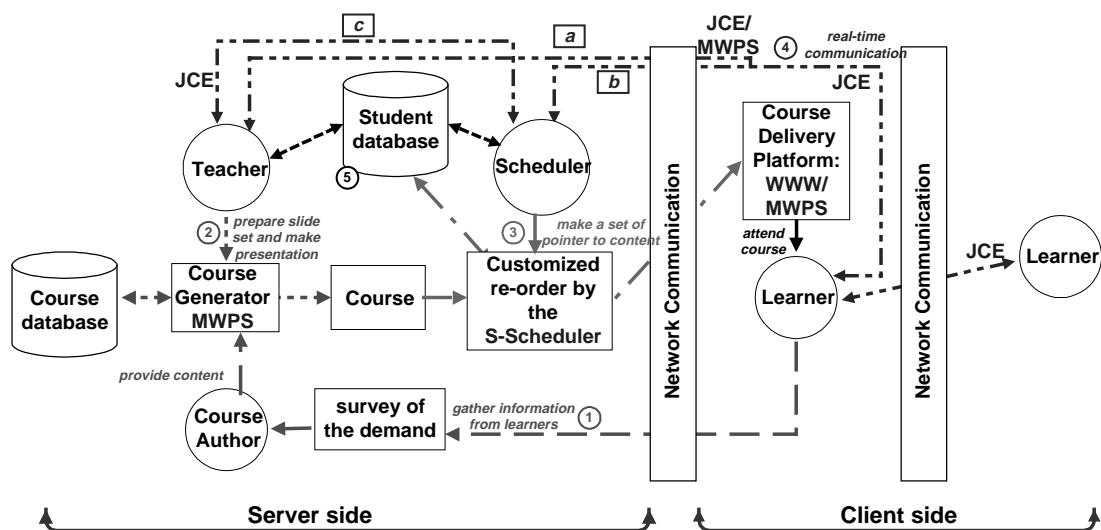 c
a
b
JCE
JCE/
MWPS
4
real-time
communication
JCE
Student
database
5
Teacher
Scheduler
Course
Delivery
Platform:
WWW/
MWPS
Network Communication
Network Communication
2
prepare slide
set and make
presentation
3
make a set of
pointer to content
attend
course
Course
database
Course
Generator
MWPS
Course
Customized
re-order by
the
S-Scheduler
Learner
JCE
Learner
provide content
Course
Author
survey of
the demand
gather information
from learners
1
Server side
Client side